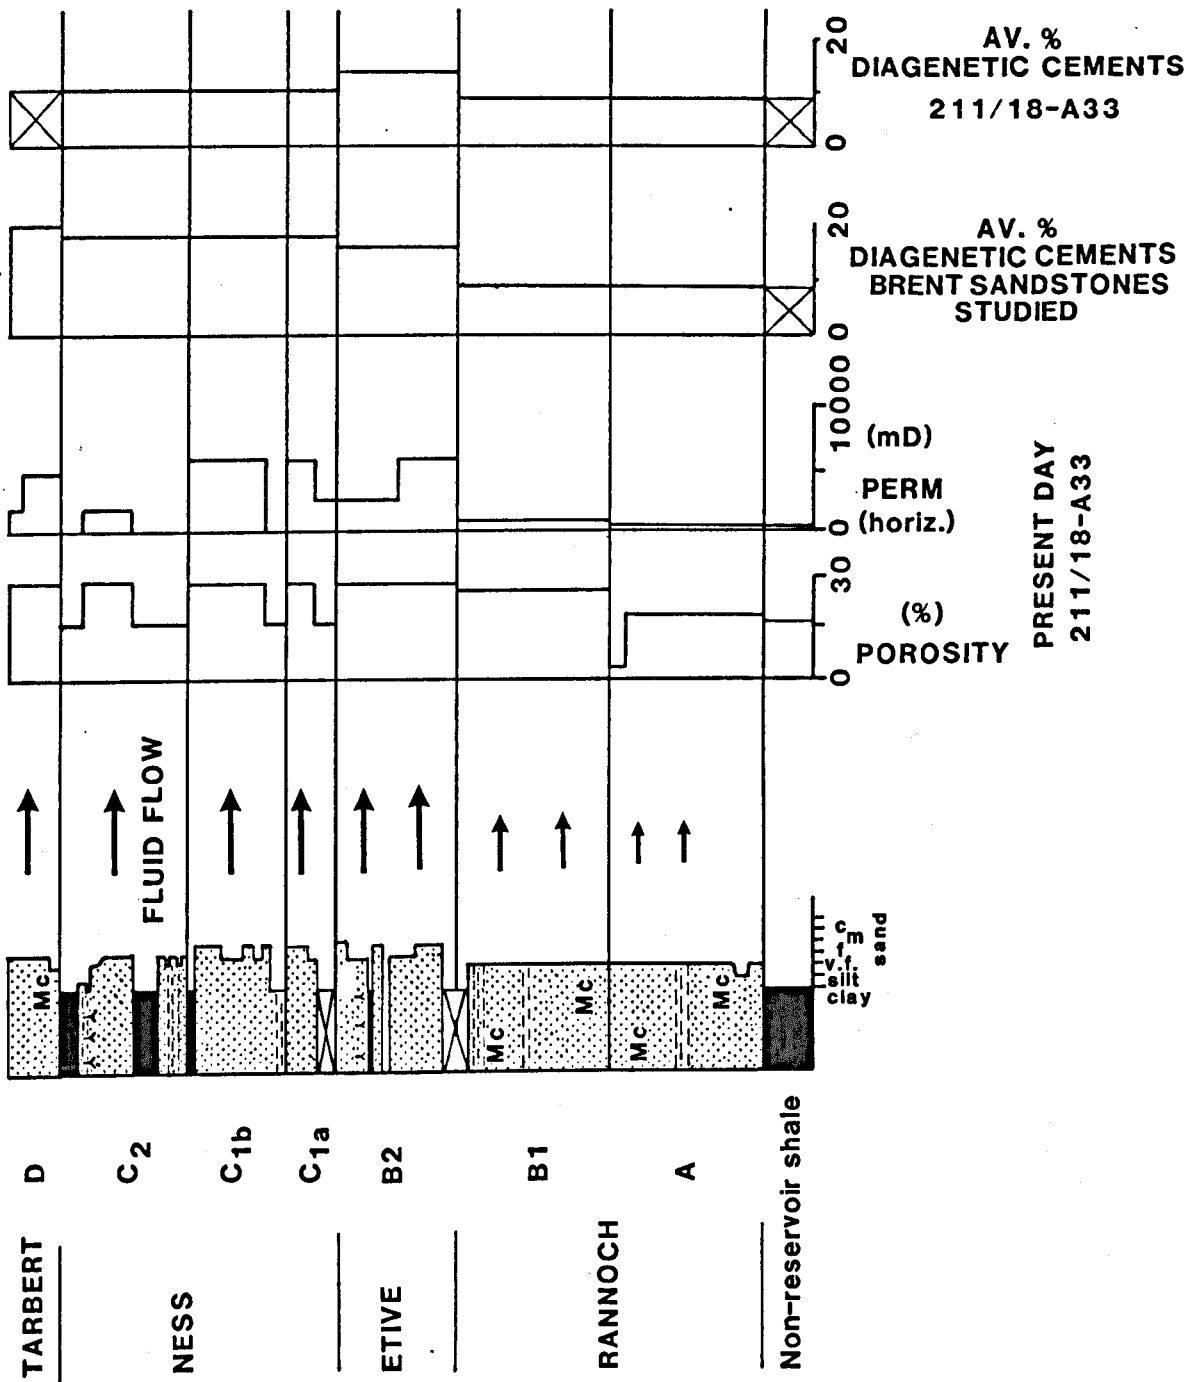 20
0
AV. %
DIAGENETIC CEMENTS
211/18-A33
20
0
AV. %
DIAGENETIC CEMENTS
BRENT SANDSTONES
STUDIED
10000
0
(mD)
PERM
(horiz.)
30
0
(%)
POROSITY
PRESENT DAY
211/18-A33
FLUID FLOW
c
m
f
v.f.
silt
clay
sand
Mc
Mc
Mc
Mc
Mc
D
C2
C1b
C1a
B2
B1
A
TARBERT
NESS
ETIVE
RANNOCH
Non-reservoir shale